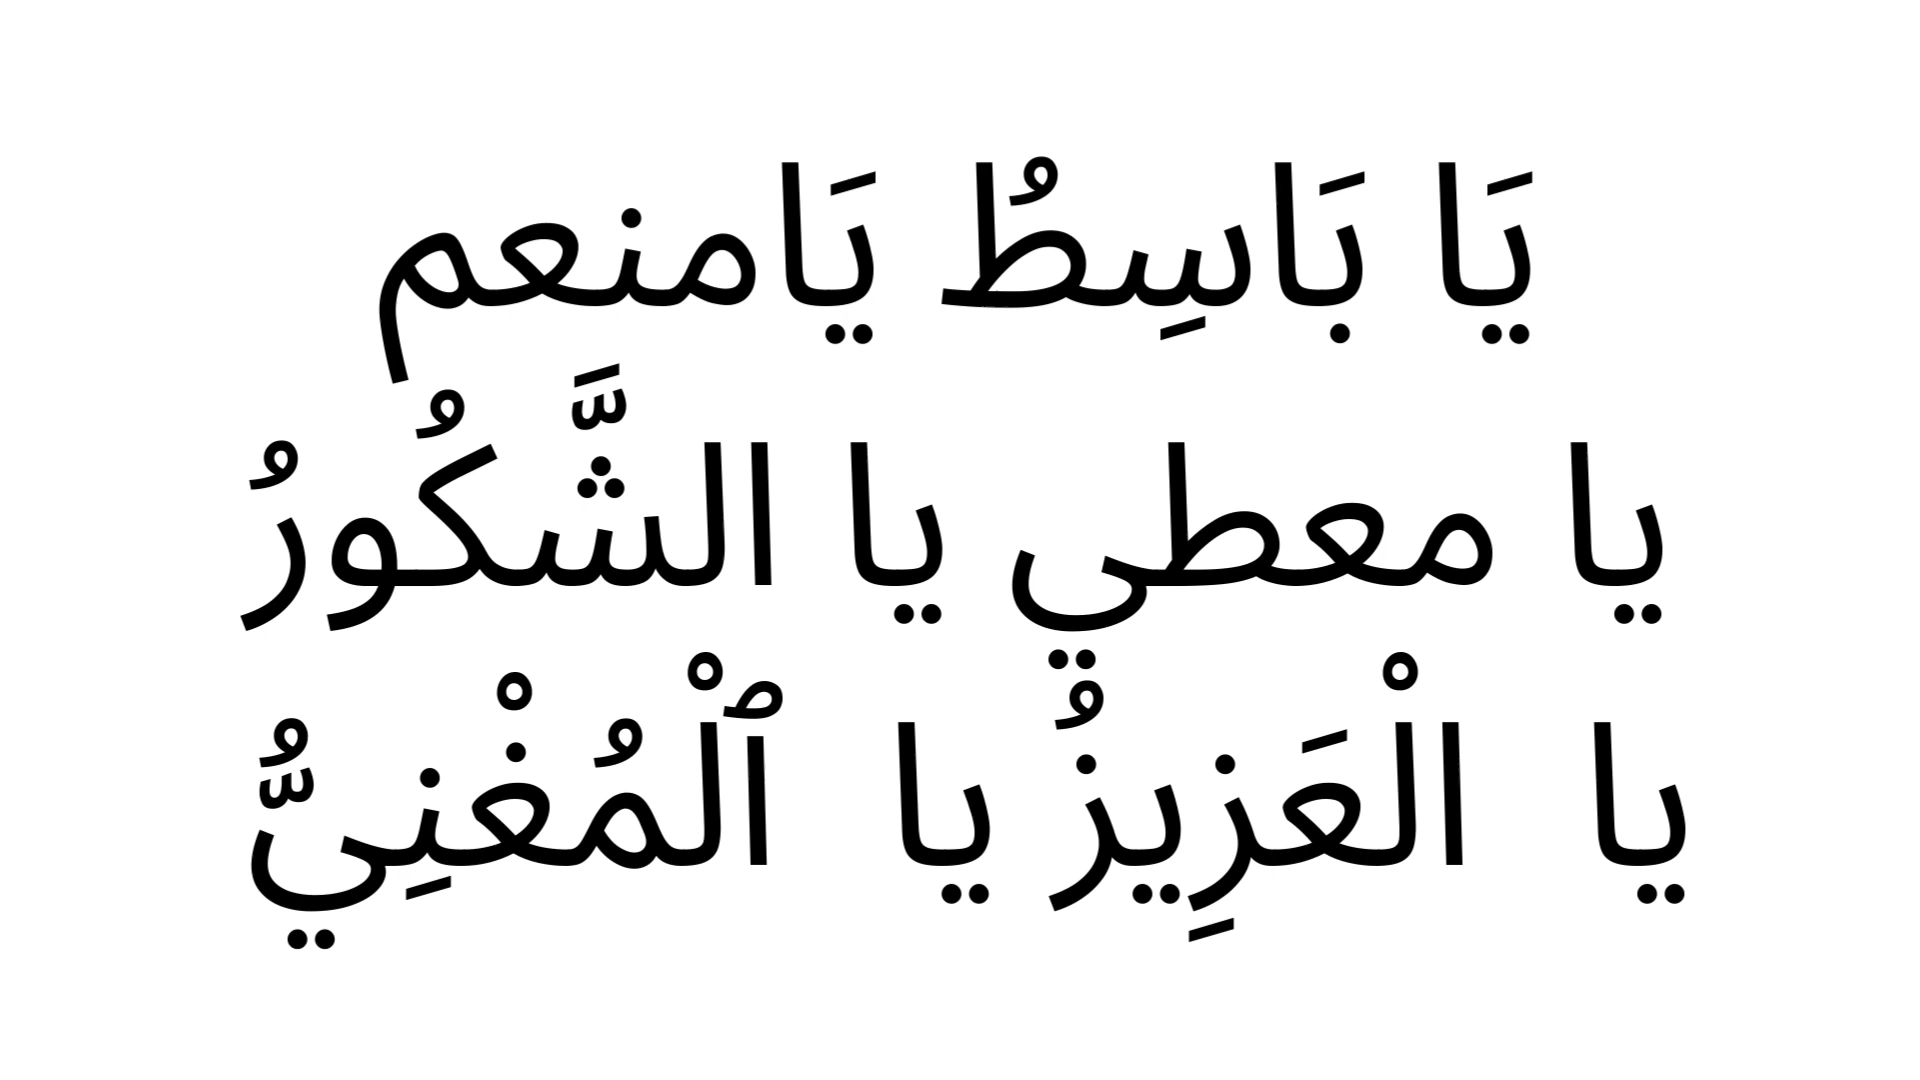 يَا بَاسِطُ يَامنعم
يا معطي يا الشَّكُورُ
يا الْعَزِيزُ يا ٱلْمُغْنِيُّ